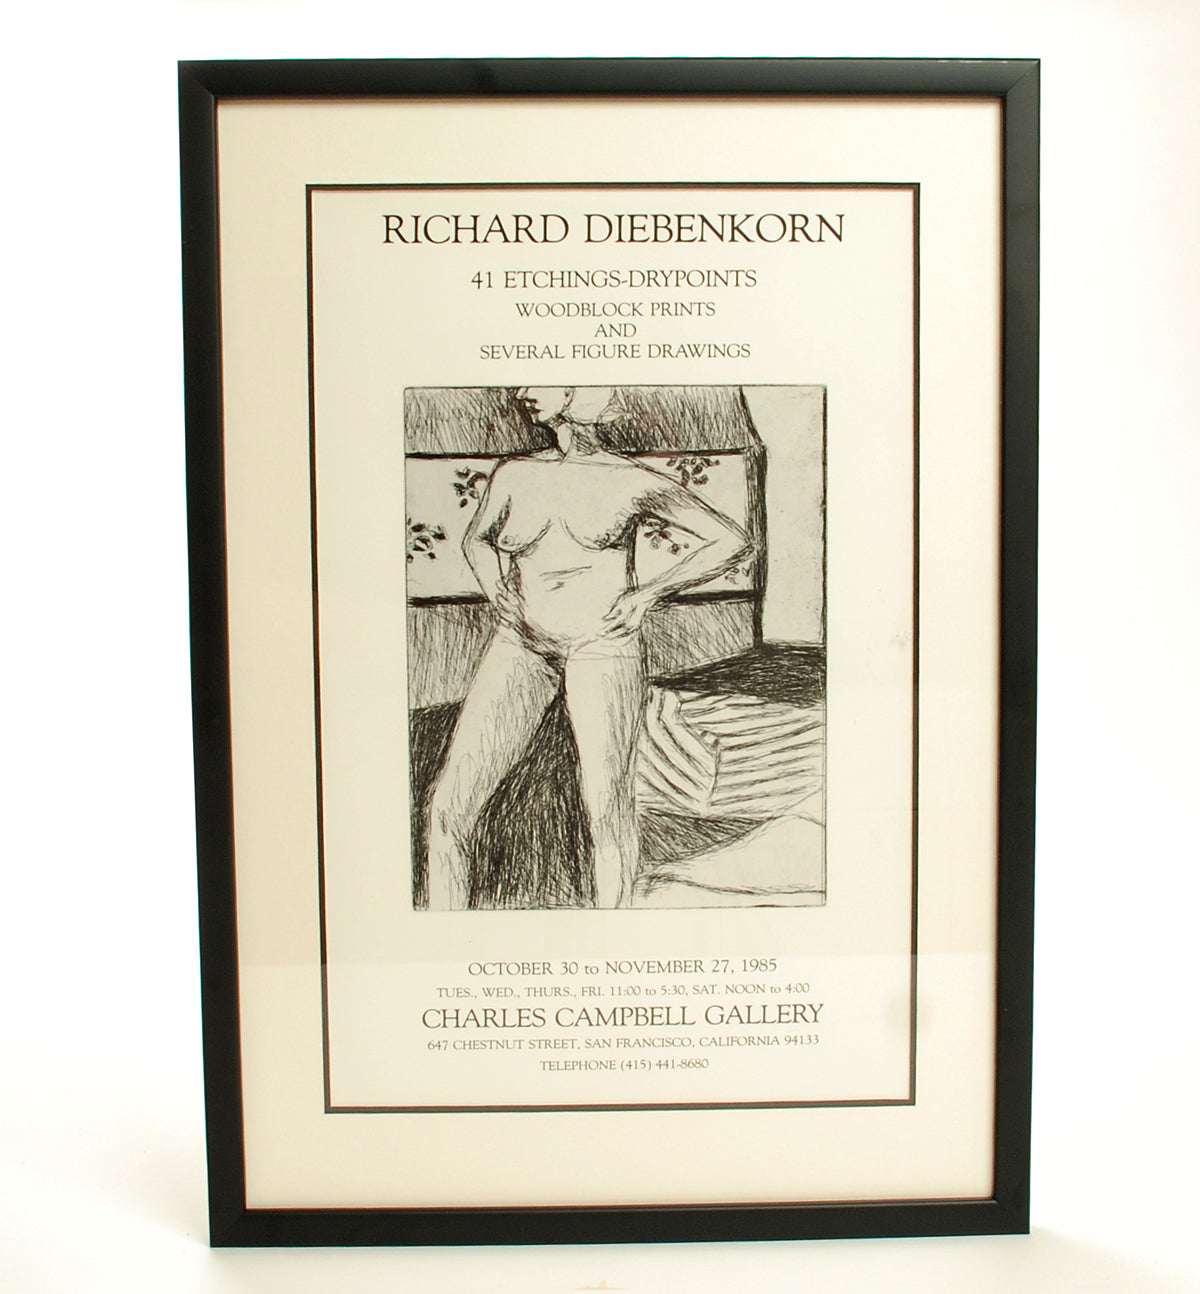 RICHARD DIEBENKORN
41 ETCHINGS-DRYPOINTS
WOODBLOCK PRINTS
AND
SEVERAL FIGURE DRAWINGS
OCTOBER 30 to NOVEMBER 27, 1985
TUES., WED., THURS., FRI. 11:00 to 5:30, SAT. NOON to 4:00
CHARLES CAMPBELL GALLERY
647 CHESTNUT STREET, SAN FRANCISCO, CALIFORNIA 94133
TELEPHONE (415) 441-8680